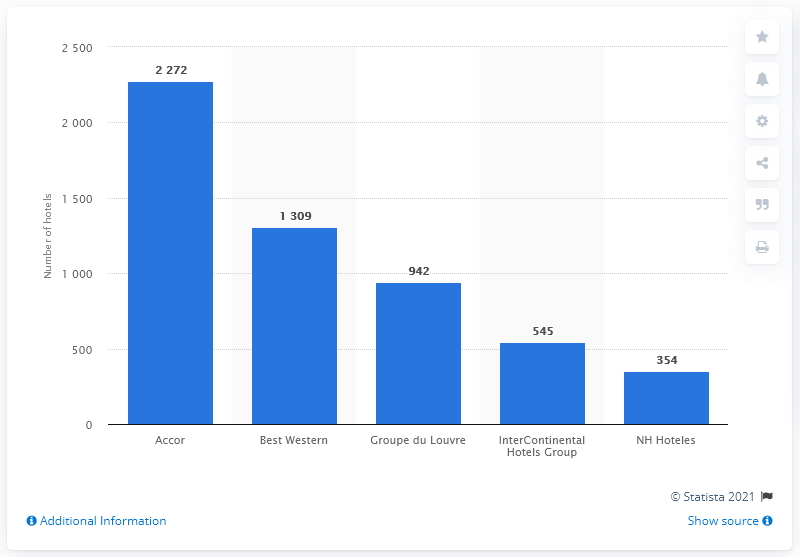 2 500
2 000
1 500
1 000
500
0
Number of hotels
2 272
1 309
942
545
354
Accor
Best Western
Groupe du Louvre
InterContinental
Hotels Group
NH Hoteles
© Statista 2021
Additional Information
Show source